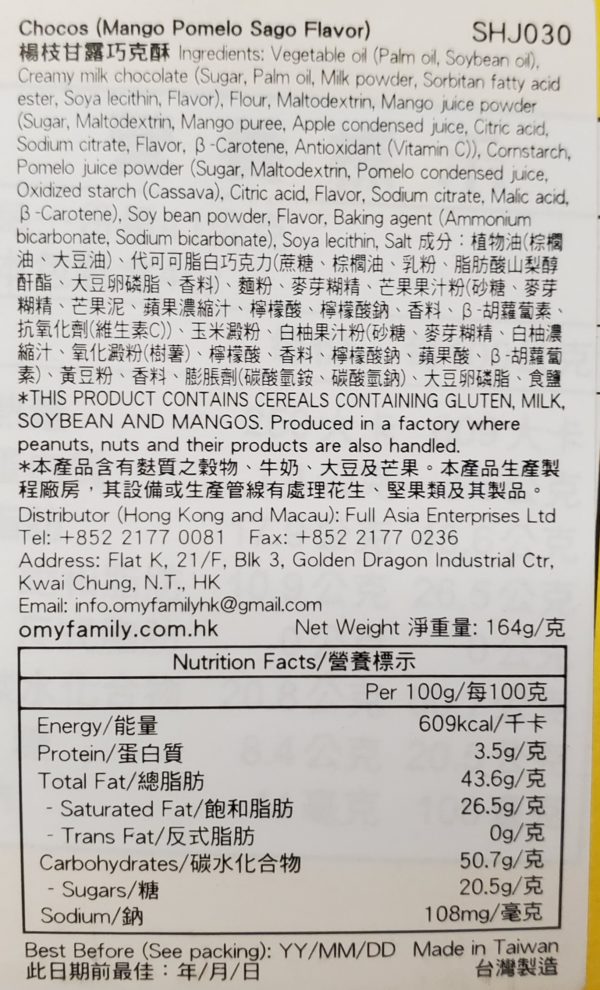 Chocos (Mango Pomelo Sago Flavor) SHJ030
楊枝甘露巧克酥 Ingredients: Vegetable oil (Palm oil, Soybean oil),
Creamy milk chocolate (Sugar, Palm oil, Milk powder, Sorbitan fatty acid
ester, Soya lecithin, Flavor), Flour, Maltodextrin, Mango juice powder
(Sugar, Maltodextrin, Mango puree, Apple condensed juice, Citric acid,
Sodium citrate, Flavor, β-Carotene, Antioxidant (Vitamin C)), Cornstarch,
Pomelo juice powder (Sugar, Maltodextrin, Pomelo condensed juice,
Oxidized starch (Cassava), Citric acid, Flavor, Sodium citrate, Malic acid,
β-Carotene), Soy bean powder, Flavor, Baking agent (Ammonium
bicarbonate, Sodium bicarbonate), Soya lecithin, Salt 成分：植物油(棕櫚
油、大豆油)、代可可脂白巧克力(蔗糖、棕櫚油、乳粉、脂肪酸山梨醇
酐酯、大豆卵磷脂、香料)、麵粉、麥芽糊精、芒果果汁粉(砂糖、麥芽
糊精、芒果泥、蘋果濃縮汁、檸檬酸、檸檬酸鈉、香料、β-胡蘿蔔素、
抗氧化劑(維生素C))、玉米澱粉、白柚果汁粉(砂糖、麥芽糊精、白柚濃
縮汁、氧化澱粉(樹薯)、檸檬酸、香料、檸檬酸鈉、蘋果酸、β-胡蘿蔔
素)、黃豆粉、香料、膨脹劑(碳酸氫銨、碳酸氫鈉)、大豆卵磷脂、食鹽
*THIS PRODUCT CONTAINS CEREALS CONTAINING GLUTEN, MILK,
SOYBEAN AND MANGOS. Produced in a factory where
peanuts, nuts and their products are also handled.
*本產品含有麩質之穀物、牛奶、大豆及芒果。本產品生產製
程廠房，其設備或生產管線有處理花生、堅果類及其製品。
Distributor (Hong Kong and Macau): Full Asia Enterprises Ltd
Tel: +852 2177 0081 Fax: +852 2177 0236
Address: Flat K, 21/F, Blk 3, Golden Dragon Industrial Ctr,
Kwai Chung, N.T., HK
Email: info.omyfamilyhk@gmail.com
omyfamily.com.hk Net Weight 淨重量: 164g/克
Nutrition Facts/營養標示
Per 100g/每100克
Energy/能量 609kcal/千卡
Protein/蛋白質 3.5g/克
Total Fat/總脂肪 43.6g/克
- Saturated Fat/飽和脂肪 26.5g/克
- Trans Fat/反式脂肪 0g/克
Carbohydrates/碳水化合物 50.7g/克
- Sugars/糖 20.5g/克
Sodium/鈉 108mg/毫克
Best Before (See packing): YY/MM/DD Made in Taiwan
此日期前最佳：年/月/日 台灣製造